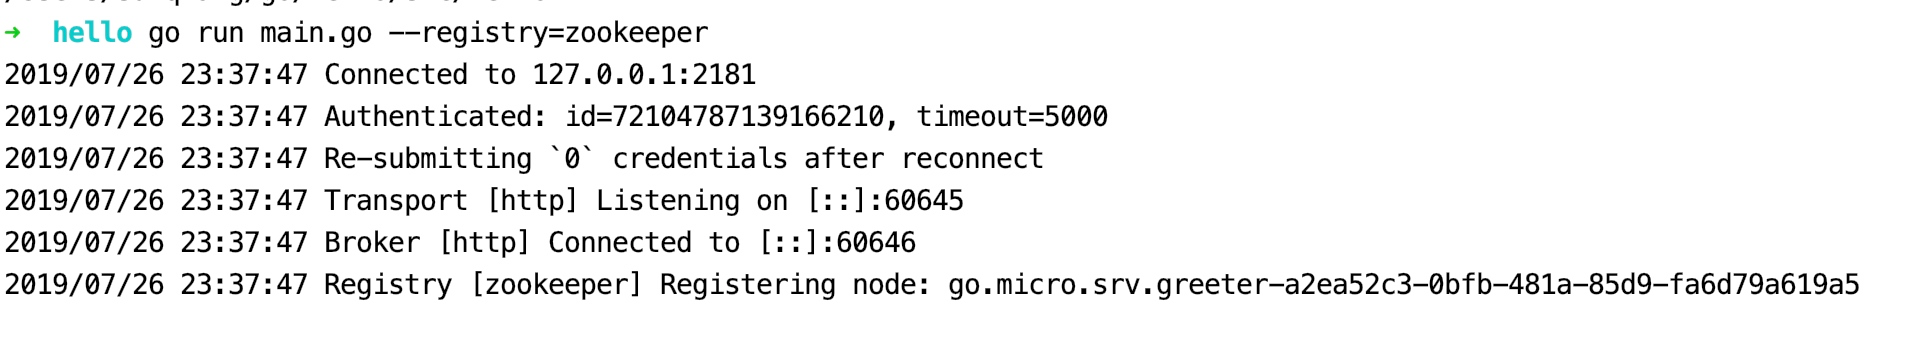 ➜  hello go run main.go --registry=zookeeper
2019/07/26 23:37:47 Connected to 127.0.0.1:2181
2019/07/26 23:37:47 Authenticated: id=72104787139166210, timeout=5000
2019/07/26 23:37:47 Re-submitting `0` credentials after reconnect
2019/07/26 23:37:47 Transport [http] Listening on [::]:60645
2019/07/26 23:37:47 Broker [http] Connected to [::]:60646
2019/07/26 23:37:47 Registry [zookeeper] Registering node: go.micro.srv.greeter-a2ea52c3-0bfb-481a-85d9-fa6d79a619a5